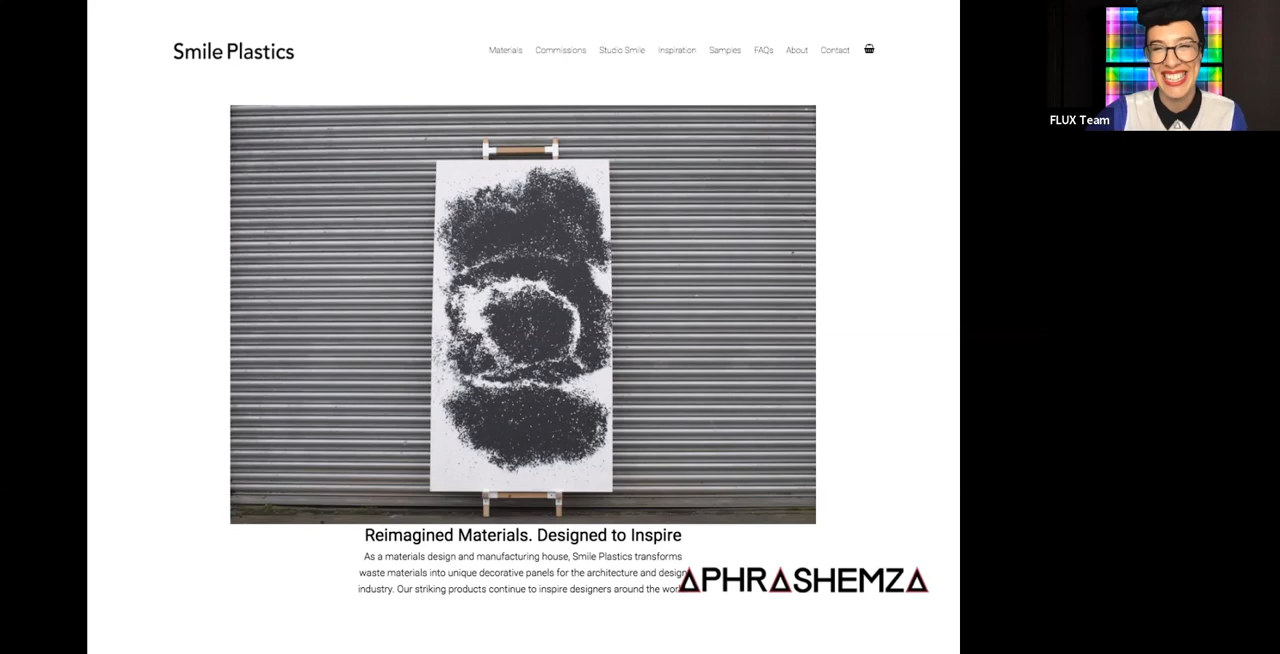 Smile Plastics
Materials Commissions Studio Smile Inspiration Samples FAQs About Contact
FLUX Team
Reimagined Materials. Designed to Inspire
As a materials design and manufacturing house, Smile Plastics transforms
waste materials into unique decorative panels for the architecture and design
industry. Our striking products continue to inspire designers around the
APHRASHEMZA